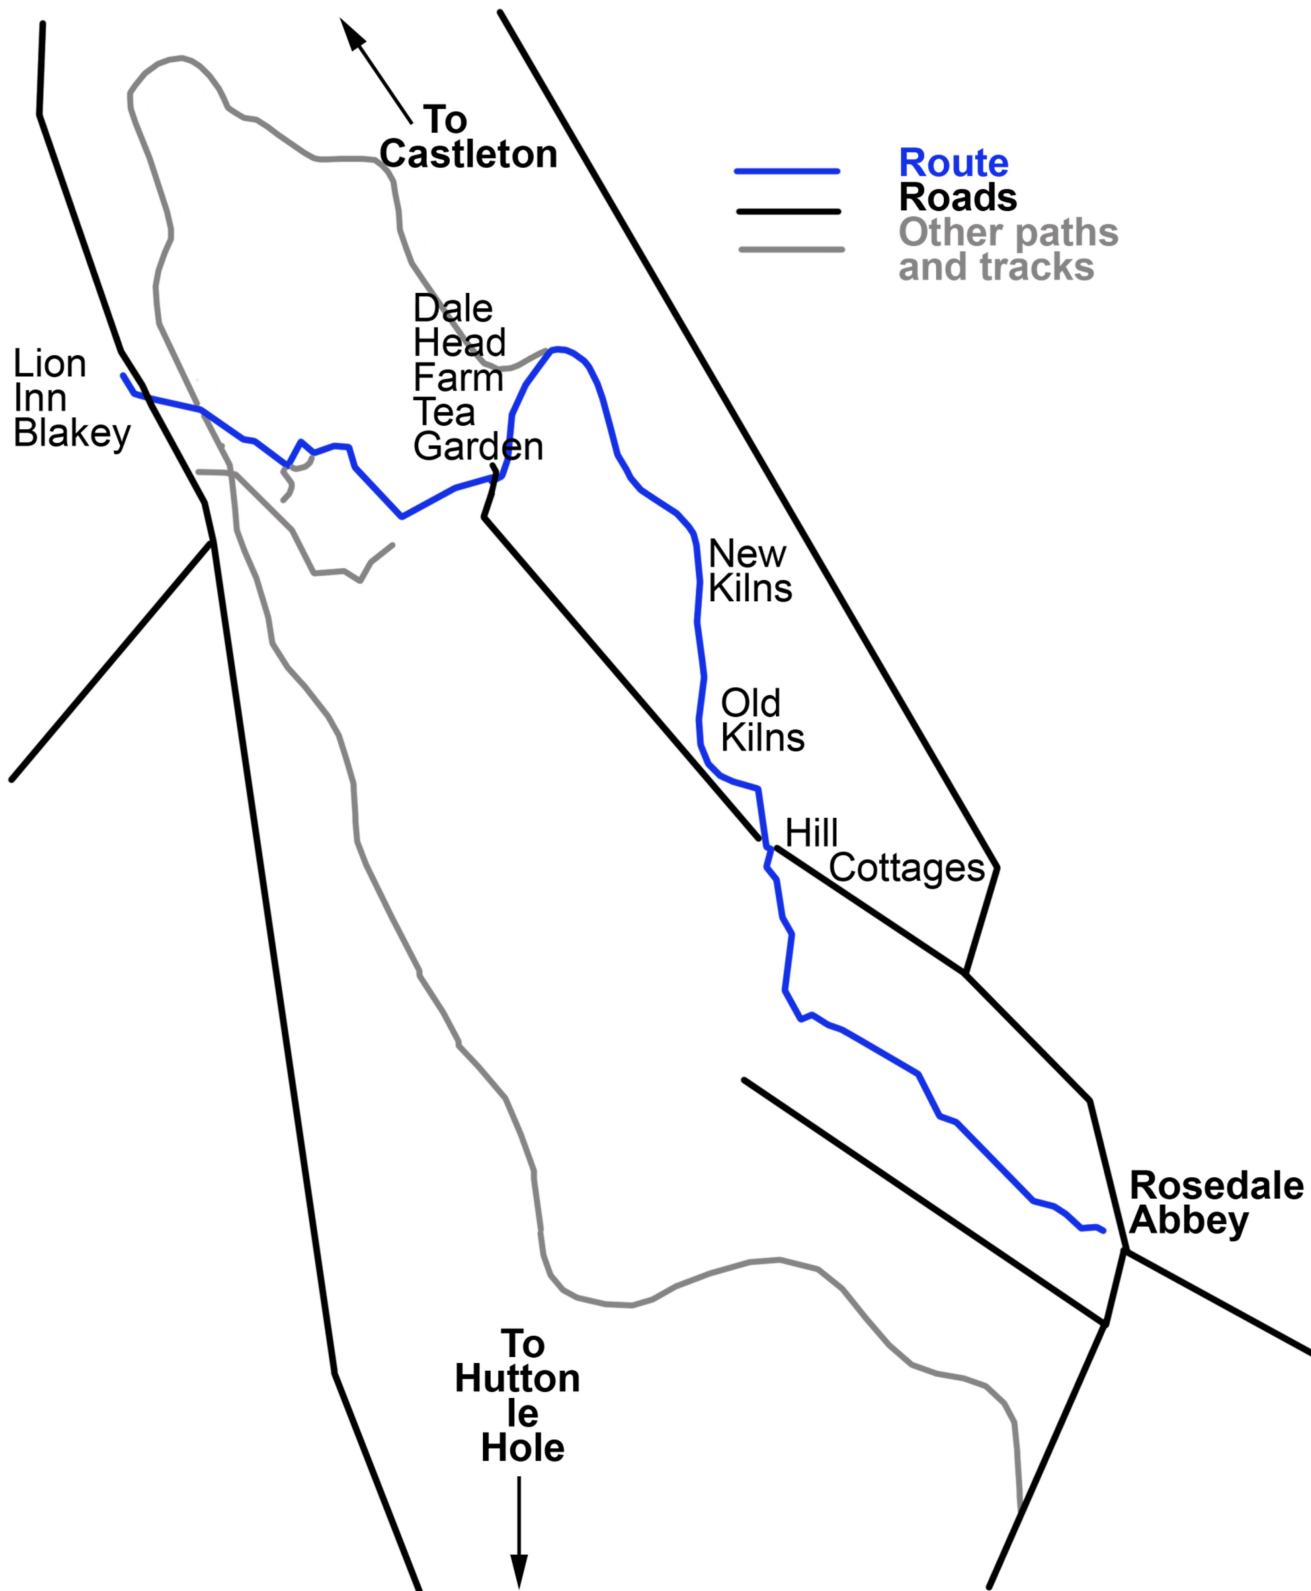 To
Castleton
Route
Roads
Other paths
and tracks
Dale
Head
Farm
Tea
Garden
Lion
Inn
Blakey
New
Kilns
Old
Kilns
Hill
Cottages
Rosedale
Abbey
To
Hutton
le
Hole